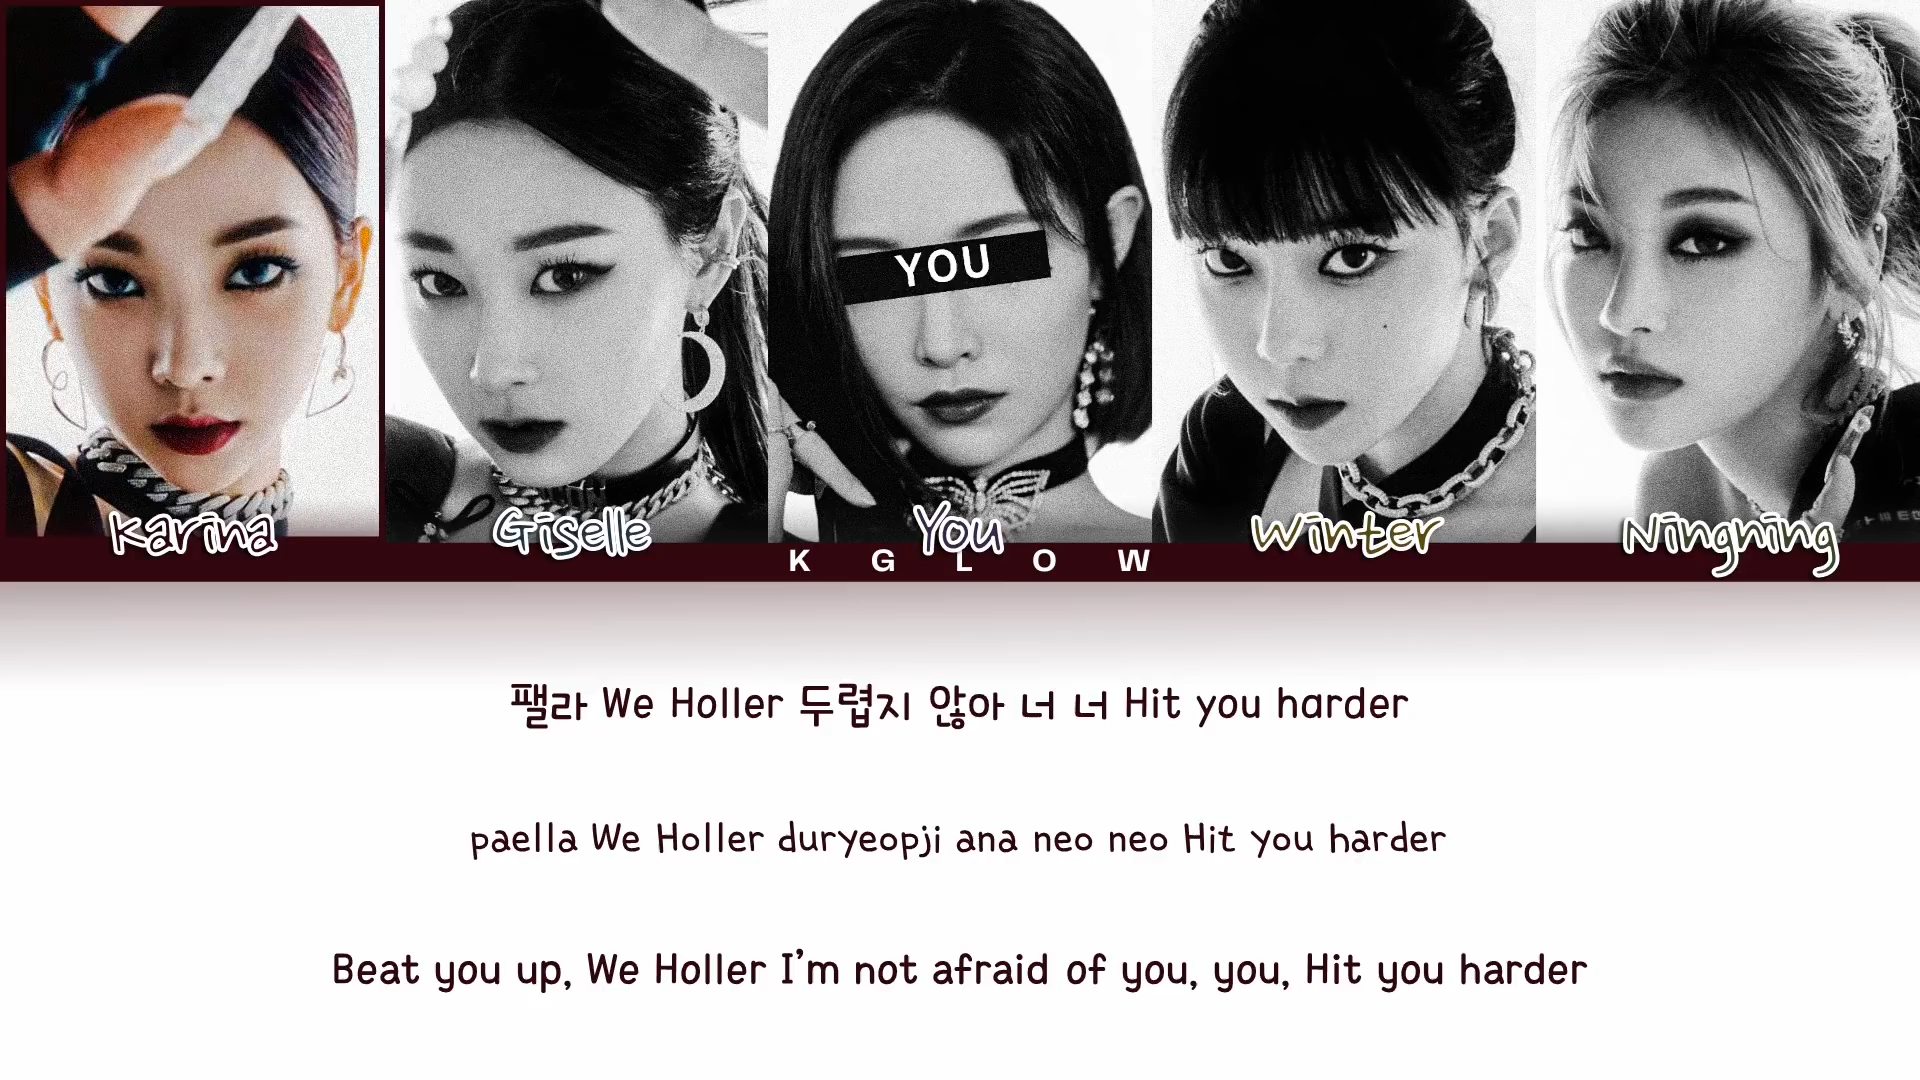 YOU
Karina
Giselle
You
Winter
Ningning
K G L O W
팰라 We Holler 두렵지 않아 너 너 Hit you harder
paella We Holler duryeopji ana neo neo Hit you harder
Beat you up, We Holler I’m not afraid of you, you, Hit you harder